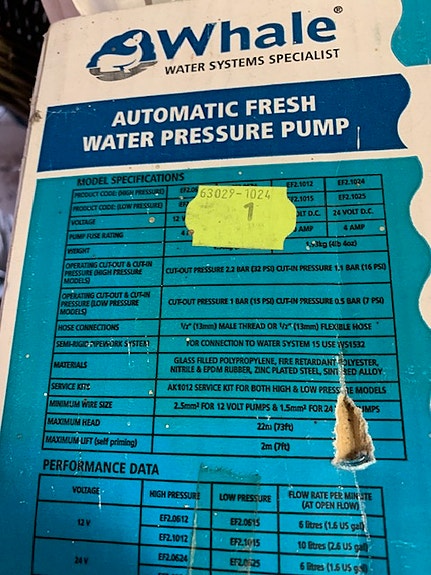 Whale®
WATER SYSTEMS SPECIALIST
AUTOMATIC FRESH
WATER PRESSURE PUMP
MODEL SPECIFICATIONS
PRODUCT CODE: (HIGH PRESSURE) EF2.1012 EF2.1024
PRODUCT CODE: (LOW PRESSURE) EF2.1015 EF2.1025
63029-1024
1
VOLTAGE 12 D.C. 24 VOLT D.C.
PUMP FUSE RATING AMP 4 AMP
WEIGHT (4lb 4oz)
OPERATING CUT-OUT & CUT-IN
PRESSURE (HIGH PRESSURE
MODELS)
CUT-OUT PRESSURE 2.2 BAR (32 PSI) CUT-IN PRESSURE 1.1 BAR (16 PSI)
OPERATING CUT-OUT & CUT-IN
PRESSURE (LOW PRESSURE
MODELS)
CUT-OUT PRESSURE 1 BAR (15 PSI) CUT-IN PRESSURE 0.5 BAR (7 PSI)
HOSE CONNECTIONS ½" (13mm) MALE THREAD OR ½" (13mm) FLEXIBLE HOSE
SEMI-RIGID PIPEWORK SYSTEM FOR CONNECTION TO WATER SYSTEM 15 USE WS1532
MATERIALS GLASS FILLED POLYPROPYLENE, FIRE RETARDANT POLYESTER,
NITRILE & EPDM RUBBER, ZINC PLATED STEEL, SINTERED ALLOY
SERVICE KITS AK1012 SERVICE KIT FOR BOTH HIGH & LOW PRESSURE MODELS
MINIMUM WIRE SIZE 2.5mm² FOR 12 VOLT PUMPS & 1.5mm² FOR 24
MAXIMUM HEAD 22m (73ft)
MAXIMUM LIFT (self priming) 2m (7ft)
PERFORMANCE DATA
VOLTAGE HIGH PRESSURE LOW PRESSURE FLOW RATE PER MINUTE
(AT OPEN FLOW)
12 V EF2.0612 EF2.0615 6 litres (1.6 US gal)
EF2.1012 EF2.1015 10 litres (2.6 US gal)
24 V EF2.0624 EF2.0625 6 litres (1.6 US gal)